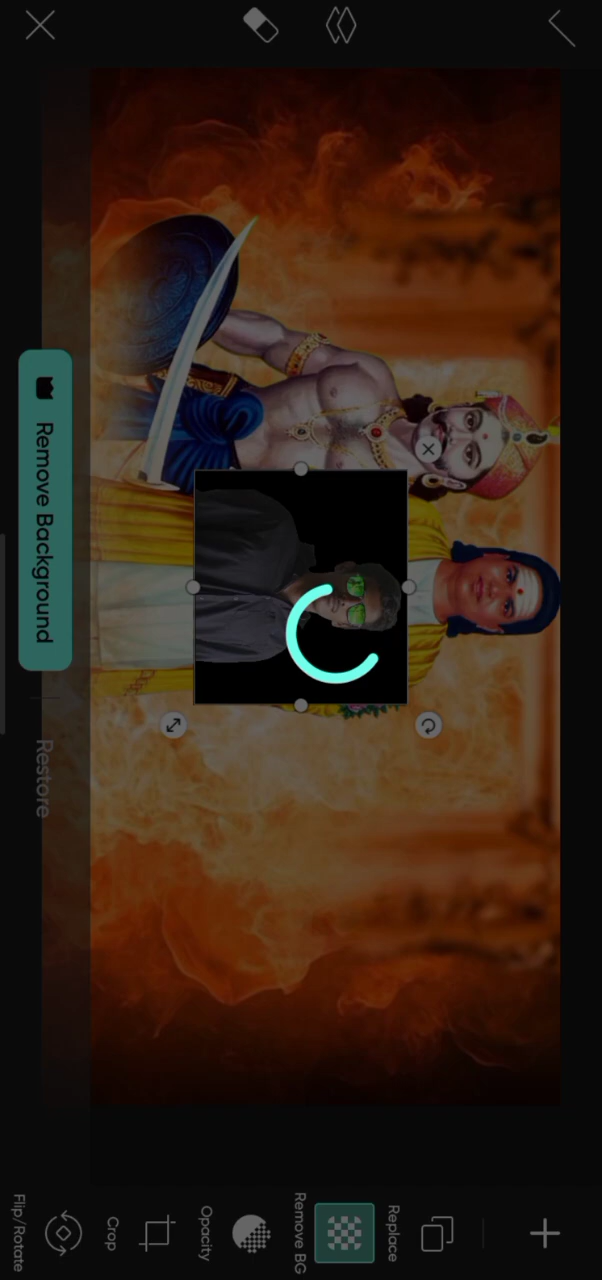 Remove Background
Restore
Flip/Rotate
Crop
Opacity
Remove BG
Replace